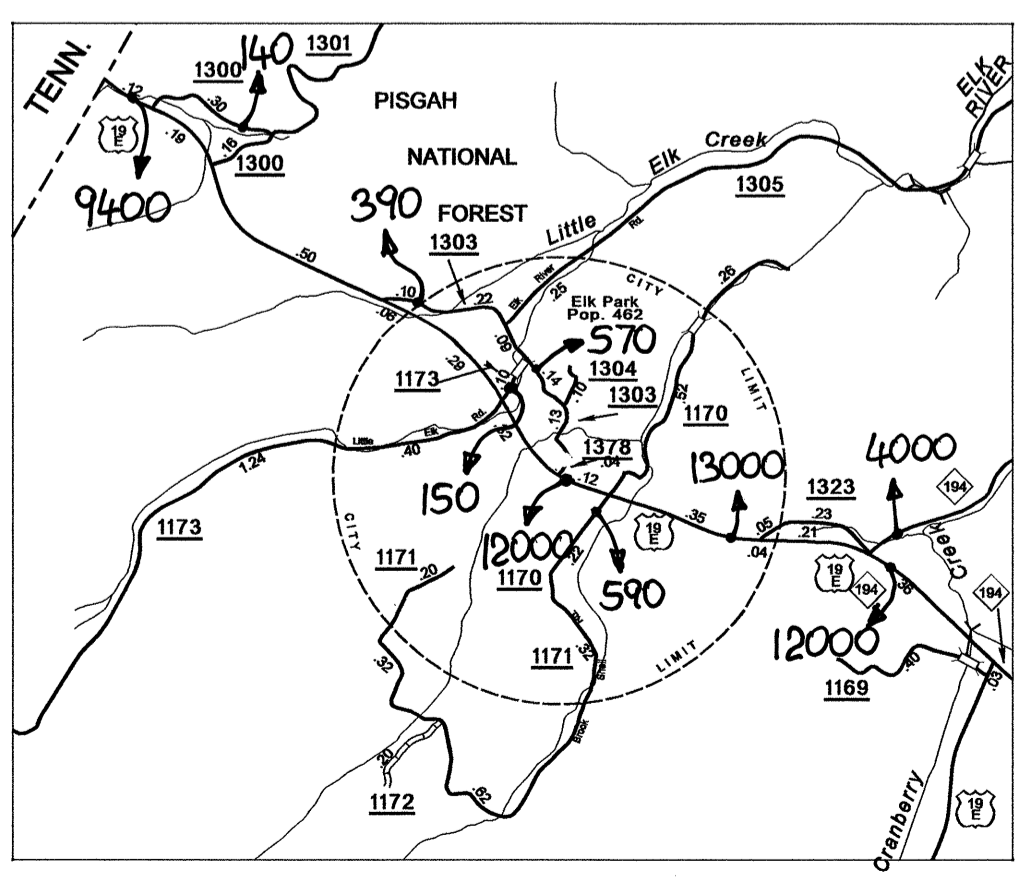 TENN.
1301
1300
140
ELK
RIVER
.12
.30
PISGAH
19
E
.19
.16
1300
NATIONAL
Elk Creek
1305
9400
390
FOREST
Little
1303
.50
Elk River Rd.
.26
CITY
.10
.22
.25
.06
Elk Park
Pop. 462
.09
570
.29
1173
.10
.14
1304
LIMIT
.10
1303
.52
1170
.13
Little Elk Rd.
.40
1378
.04
4000
1.24
13000
150
.12
1323
194
1173
CITY
19
E
.35
.05
.23
.04
.21
12000
.22
Creek
1171
.20
1170
590
19
E
194
.36
194
12000
Rd.
.32
1171
.32
Shell
LIMIT
.40
1169
.03
Brook
.20
1172
.62
19
E
Cranberry